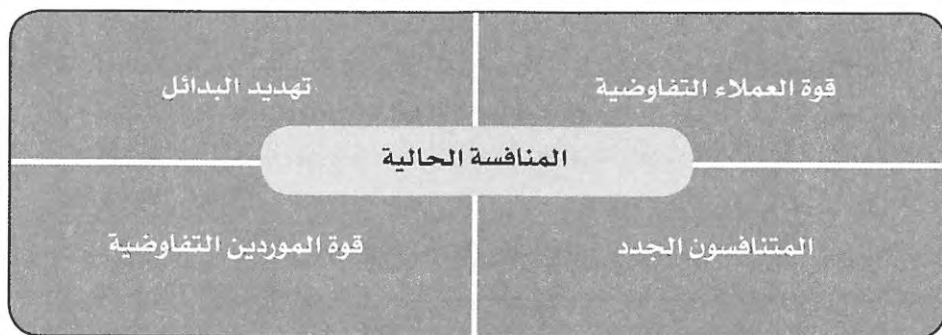 قوة العملاء التفاوضية
تهديد البدائل
المنافسة الحالية
المتنافسون الجدد
قوة الموردين التفاوضية